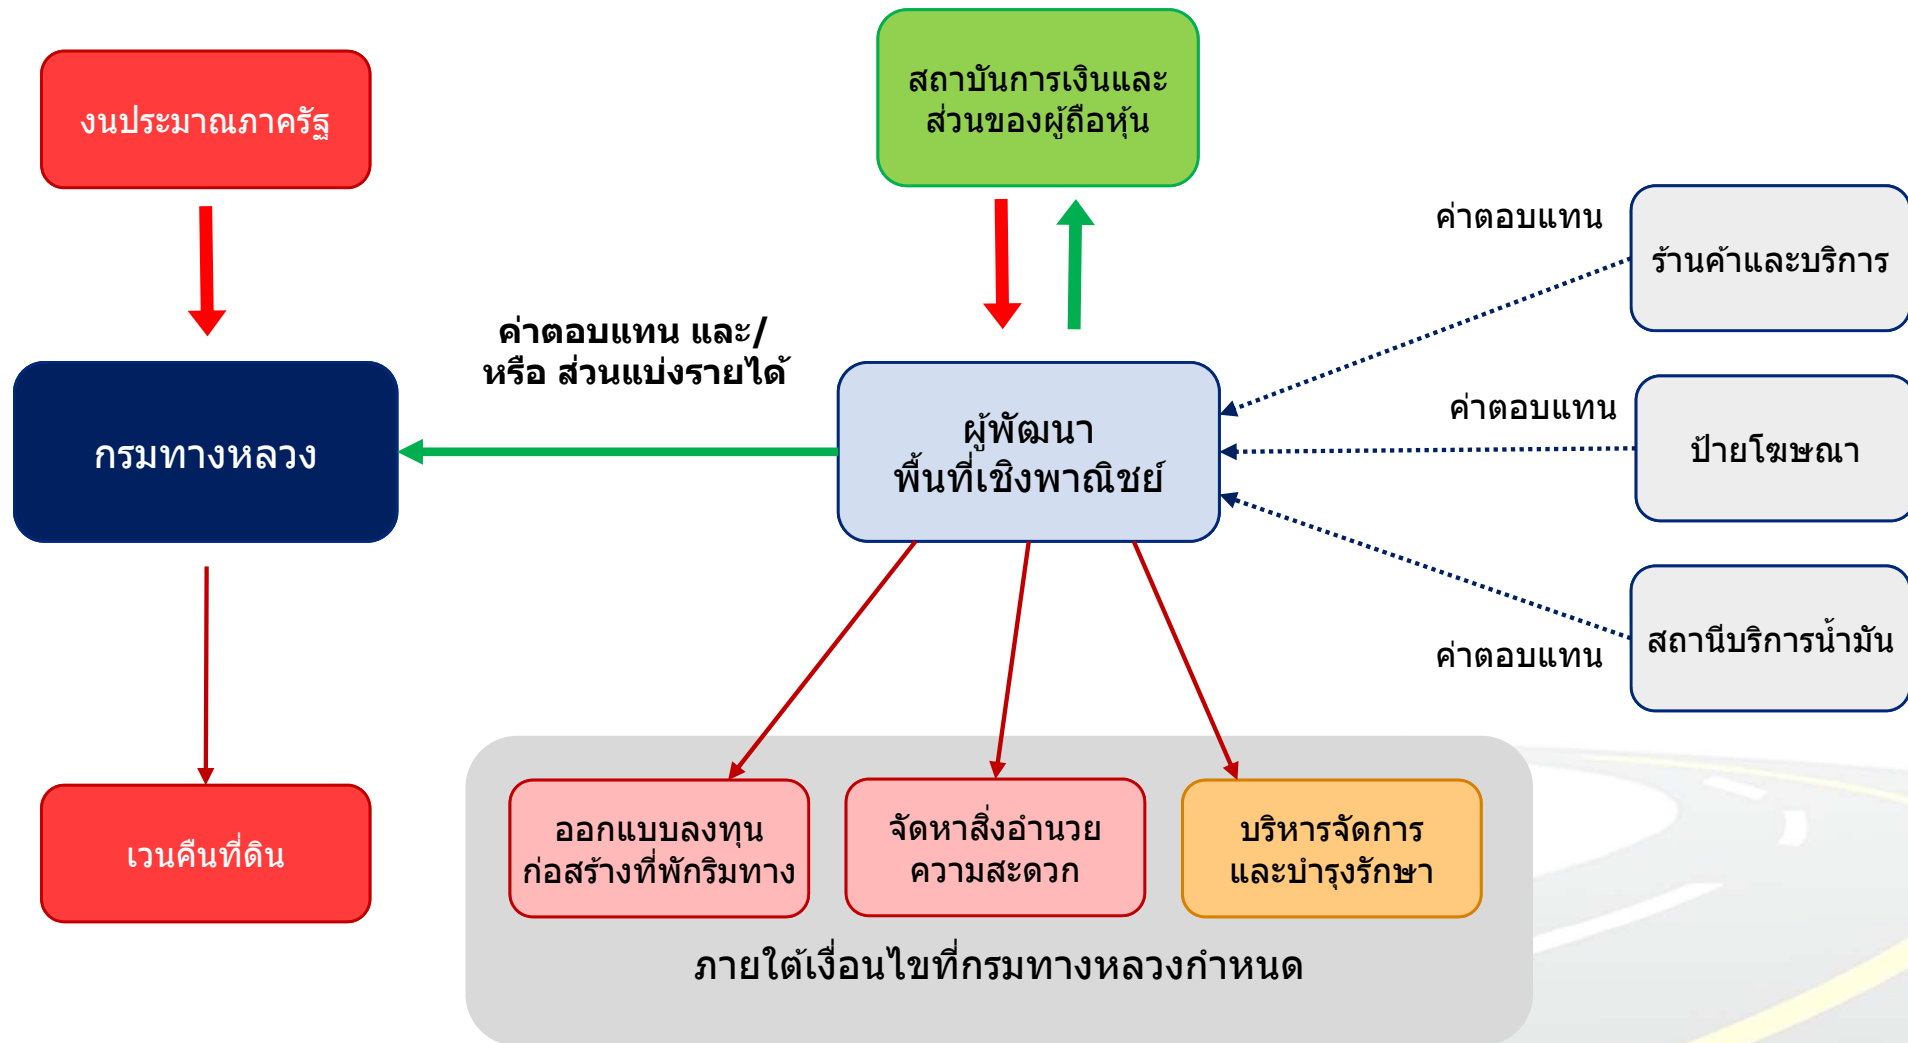 งนประมาณภาครัฐ
สถาบันการเงินและ
ส่วนของผู้ถือหุ้น
ค่าตอบแทน
ร้านค้าและบริการ
ค่าตอบแทน และ/
หรือ ส่วนแบ่งรายได้
กรมทางหลวง
ผู้พัฒนา
พื้นที่เชิงพาณิชย์
ค่าตอบแทน
ป้ายโฆษณา
ค่าตอบแทน
สถานีบริการน้ำมัน
เวนคืนที่ดิน
ออกแบบลงทุน
ก่อสร้างที่พักริมทาง
จัดหาสิ่งอำนวย
ความสะดวก
บริหารจัดการ
และบำรุงรักษา
ภายใต้เงื่อนไขที่กรมทางหลวงกำหนด